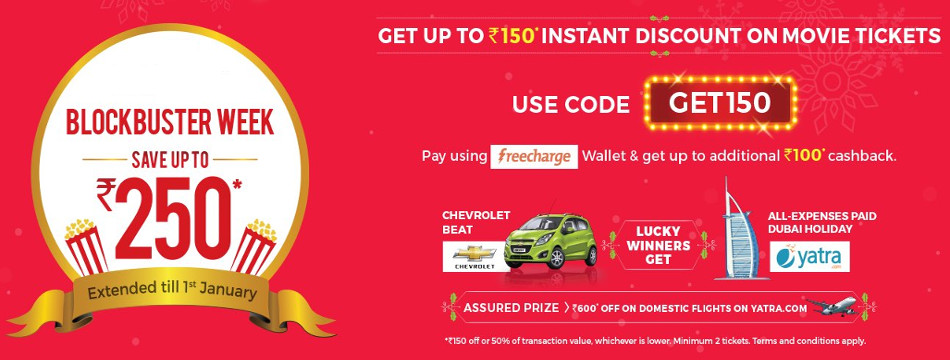 BLOCKBUSTER WEEK
SAVE UP TO
₹250*
Extended till 1st January
GET UP TO ₹150* INSTANT DISCOUNT ON MOVIE TICKETS
USE CODE GET150
Pay using freecharge Wallet & get up to additional ₹100* cashback.
CHEVROLET
BEAT
CHEVROLET
LUCKY
WINNERS
GET
ALL-EXPENSES PAID
DUBAI HOLIDAY
yatra.com
ASSURED PRIZE ₹600* OFF ON DOMESTIC FLIGHTS ON YATRA.COM
*₹150 off or 50% of transaction value, whichever is lower. Minimum 2 tickets. Terms and conditions apply.